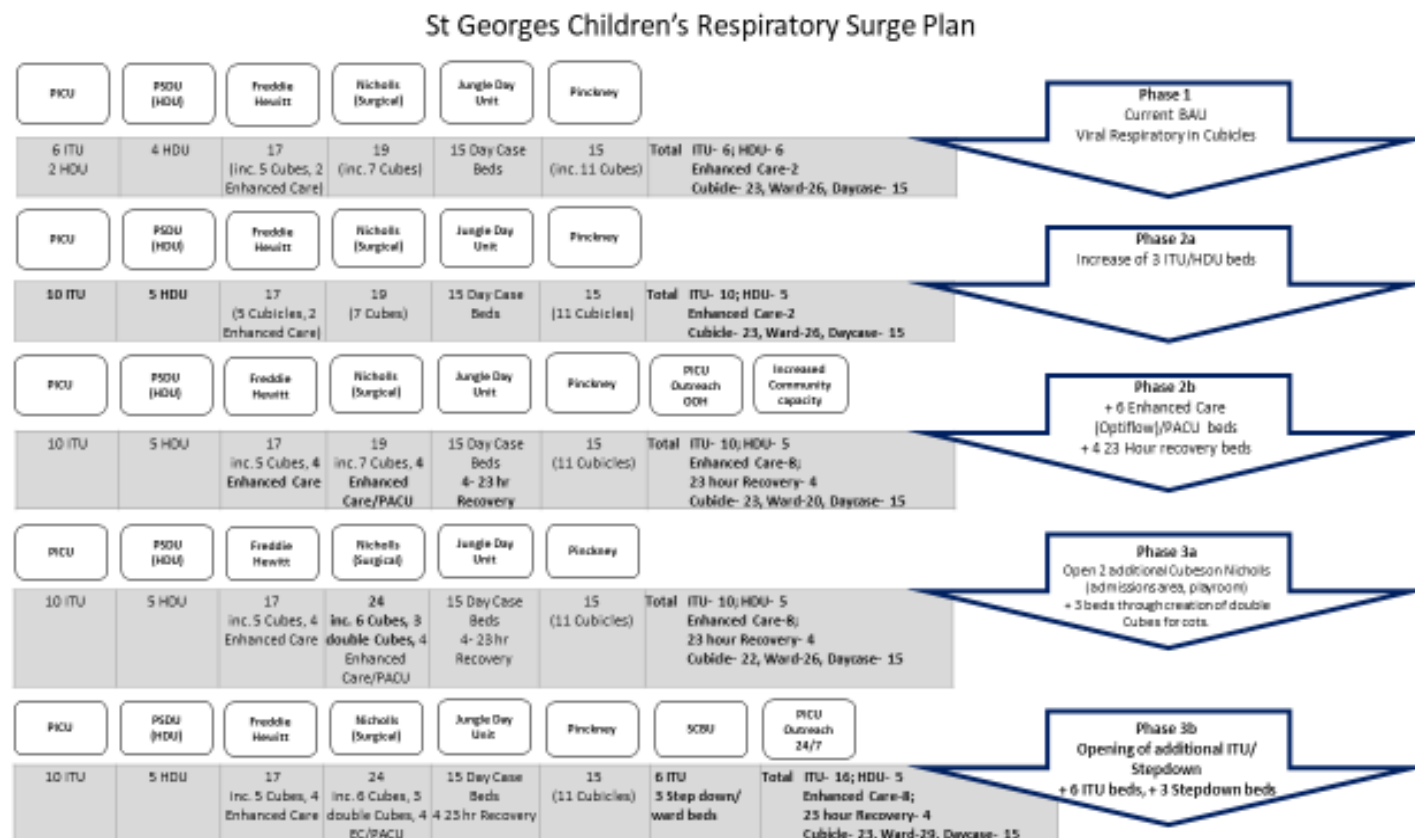 St Georges Children's Respiratory Surge Plan
PICU
PSDU
(HDU)
Freddie
Hewitt
Nicholls
(Surgical)
Jungle Day
Unit
Pinckney
6 ITU
2 HDU
4 HDU
17
(inc. 5 Cubes, 2
Enhanced Care)
19
(inc. 7 Cubes)
15 Day Case
Beds
15
(inc. 11 Cubes)
Total ITU- 6; HDU- 6
Enhanced Care-2
Cubicle- 23, Ward-26, Daycase- 15
Phase 1
Current BAU
Viral Respiratory in Cubicles
PICU
PSDU
(HDU)
Freddie
Hewitt
Nicholls
(Surgical)
Jungle Day
Unit
Pinckney
10 ITU
5 HDU
17
(5 Cubicles, 2
Enhanced Care)
19
(7 Cubes)
15 Day Case
Beds
15
(11 Cubicles)
Total ITU- 10; HDU- 5
Enhanced Care-2
Cubicle- 23, Ward-26, Daycase- 15
Phase 2a
Increase of 3 ITU/HDU beds
PICU
PSDU
(HDU)
Freddie
Hewitt
Nicholls
(Surgical)
Jungle Day
Unit
Pinckney
PICU
Outreach
OOH
Increased
Community
capacity
10 ITU
5 HDU
17
inc. 5 Cubes, 4
Enhanced Care
19
inc. 7 Cubes, 4
Enhanced
Care/PACU
15 Day Case
Beds
4- 23 hr
Recovery
15
(11 Cubicles)
Total ITU- 10; HDU- 5
Enhanced Care-8;
23 hour Recovery- 4
Cubicle- 23, Ward-20, Daycase- 15
Phase 2b
+ 6 Enhanced Care
(Optiflow)/PACU beds
+ 4 23 Hour recovery beds
PICU
PSDU
(HDU)
Freddie
Hewitt
Nicholls
(Surgical)
Jungle Day
Unit
Pinckney
10 ITU
5 HDU
17
inc. 5 Cubes, 4
Enhanced Care
24
inc. 6 Cubes, 3
double Cubes, 4
Enhanced
Care/PACU
15 Day Case
Beds
4- 23 hr
Recovery
15
(11 Cubicles)
Total ITU- 10; HDU- 5
Enhanced Care-8;
23 hour Recovery- 4
Cubicle- 22, Ward-26, Daycase- 15
Phase 3a
Open 2 additional Cubeson Nicholls
(admissions area, playroom)
+ 3 beds through creation of double
Cubes for cots.
PICU
PSDU
(HDU)
Freddie
Hewitt
Nicholls
(Surgical)
Jungle Day
Unit
Pinckney
SCBU
PICU
Outreach
24/7
10 ITU
5 HDU
17
inc. 5 Cubes, 4
Enhanced Care
24
inc. 6 Cubes, 3
double Cubes, 4
EC/PACU
15 Day Case
Beds
4 23 hr Recovery
15
(11 Cubicles)
6 ITU
3 Step down/
ward beds
Total ITU- 16; HDU- 5
Enhanced Care-8;
23 hour Recovery- 4
Cubicle- 23, Ward-29, Daycase- 15
Phase 3b
Opening of additional ITU/
Stepdown
+ 6 ITU beds, + 3 Stepdown beds